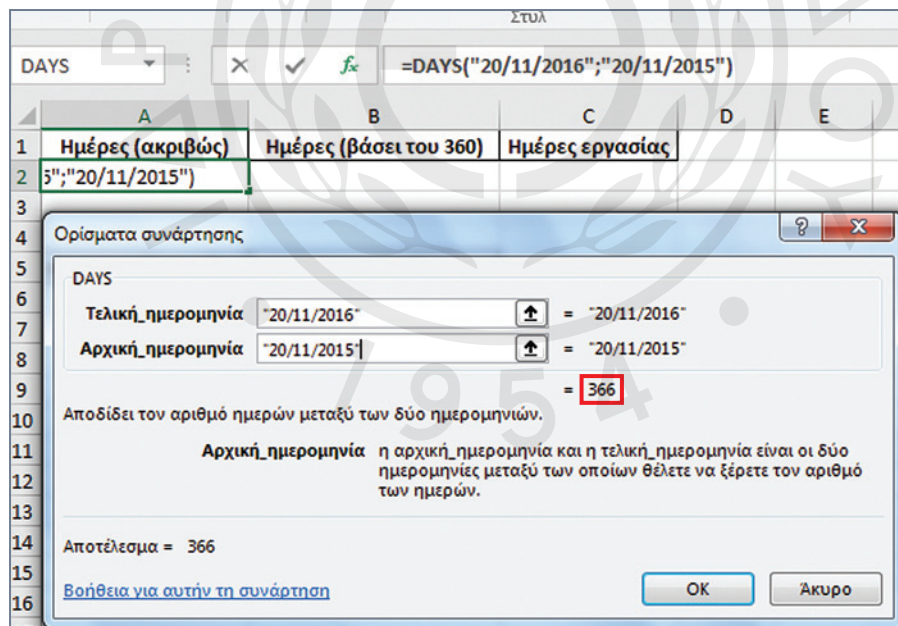 Στυλ
DAYS fx =DAYS("20/11/2016";"20/11/2015")
A B C D E
1 Ημέρες (ακριβώς) Ημέρες (βάσει του 360) Ημέρες εργασίας
2 5";"20/11/2015")
3
4 Ορίσματα συνάρτησης ?
5
DAYS
6
Τελική_ημερομηνία "20/11/2016" = "20/11/2016"
7
8 Αρχική_ημερομηνία "20/11/2015" = "20/11/2015"
9 = 366
10 Αποδίδει τον αριθμό ημερών μεταξύ των δύο ημερομηνιών.
11 Αρχική_ημερομηνία η αρχική_ημερομηνία και η τελική_ημερομηνία είναι οι δύο
12 ημερομηνίες μεταξύ των οποίων θέλετε να ξέρετε τον αριθμό
των ημερών.
13
14 Αποτέλεσμα = 366
15 Βοήθεια για αυτήν τη συνάρτηση OK Άκυρο
16
1954